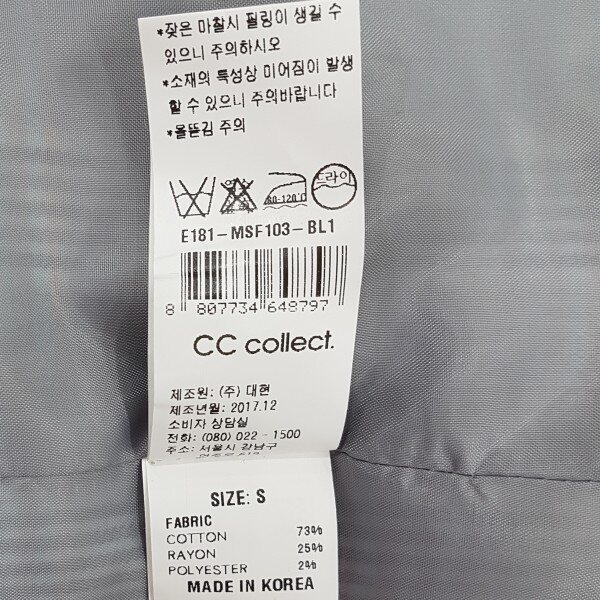 *잦은 마찰시 필링이 생길 수
있으니 주의하시오
*소재의 특성상 미어짐이 발생
할 수 있으니 주의바랍니다
*올뜯김 주의
드라이
80-120°C
E181-MSF103-BL1
8 807734 648797
CC collect.
제조원: (주) 대현
제조년월: 2017.12
소비자 상담실
전화: (080) 022-1500
주소: 서울시 강남구
SIZE: S
FABRIC
COTTON 73%
RAYON 25%
POLYESTER 2%
MADE IN KOREA